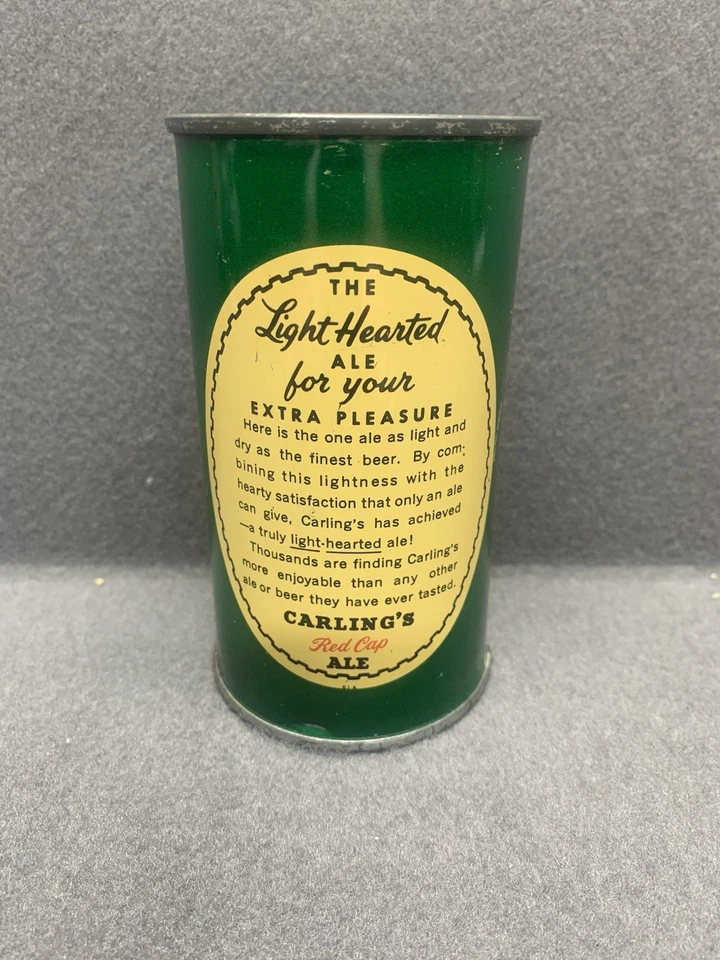 THE
Light Hearted
ALE
for your
EXTRA PLEASURE
Here is the one ale as light and
dry as the finest beer. By com-
bining this lightness with the
hearty satisfaction that only an ale
can give, Carling's has achieved
—a truly light-hearted ale!
Thousands are finding Carling's
more enjoyable than any other
ale or beer they have ever tasted.
CARLING'S
Red Cap
ALE